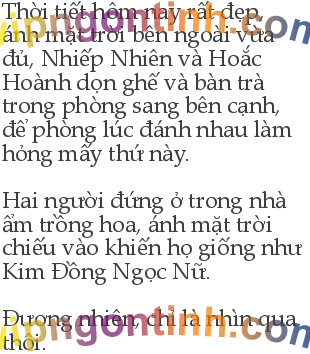 Thời tiết hôm nay rất đẹp,
ánh mặt trời bên ngoài vừa
đủ, Nhiếp Nhiên và Hoắc
Hoành dọn ghế và bàn trà
trong phòng sang bên cạnh,
để phòng lúc đánh nhau làm
hỏng mấy thứ này.

Hai người đứng ở trong nhà
ấm trồng hoa, ánh mặt trời
chiếu vào khiến họ giống như
Kim Đồng Ngọc Nữ.

Đương nhiên, chỉ là nhìn qua
thôi.
vipngontinh.com
vipngontinh.com